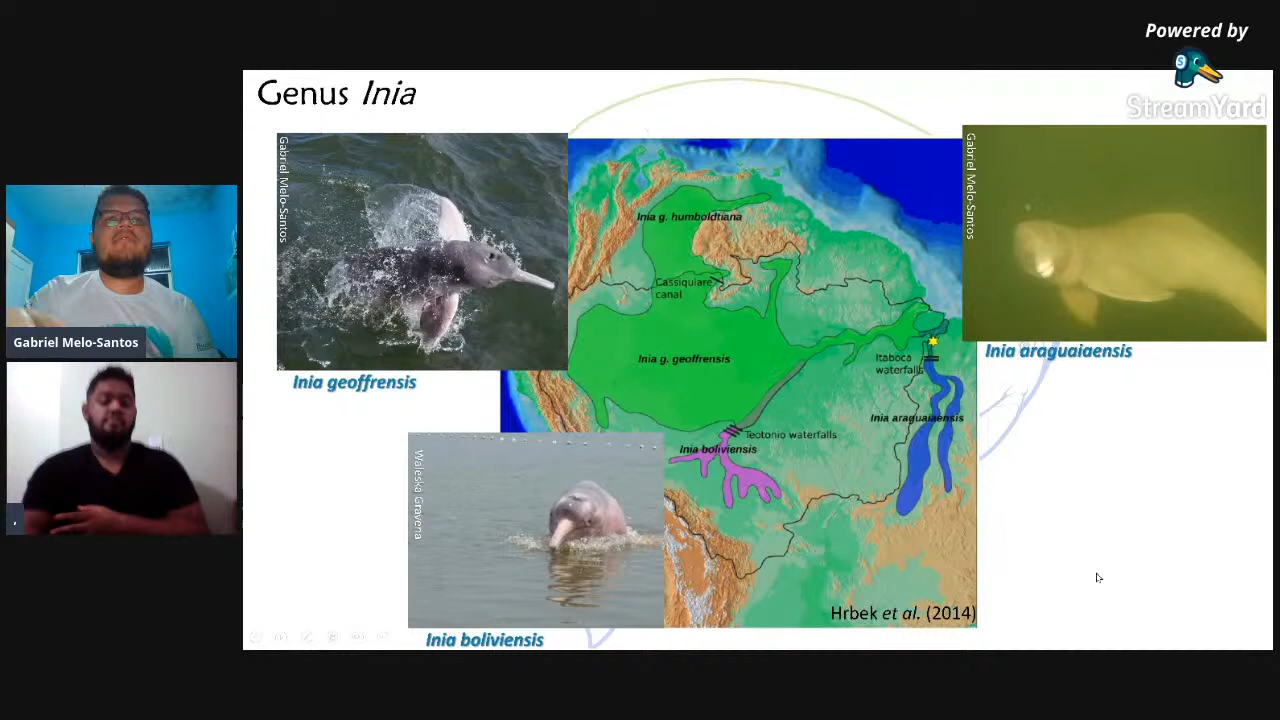 Powered by
StreamYard
Genus Inia
Gabriel Melo-Santos
Gabriel Melo-Santos
Inia g. humboldtiana
Cassiquiare
canal
Inia geoffrensis
Inia g. geoffrensis
Itaboca
waterfalls
Inia araguaiaensis
Inia araguaiaensis
Gabriel Melo-Santos
Teotonio waterfalls
Inia boliviensis
Waleska Gravena
Hrbek et al. (2014)
Inia boliviensis
,